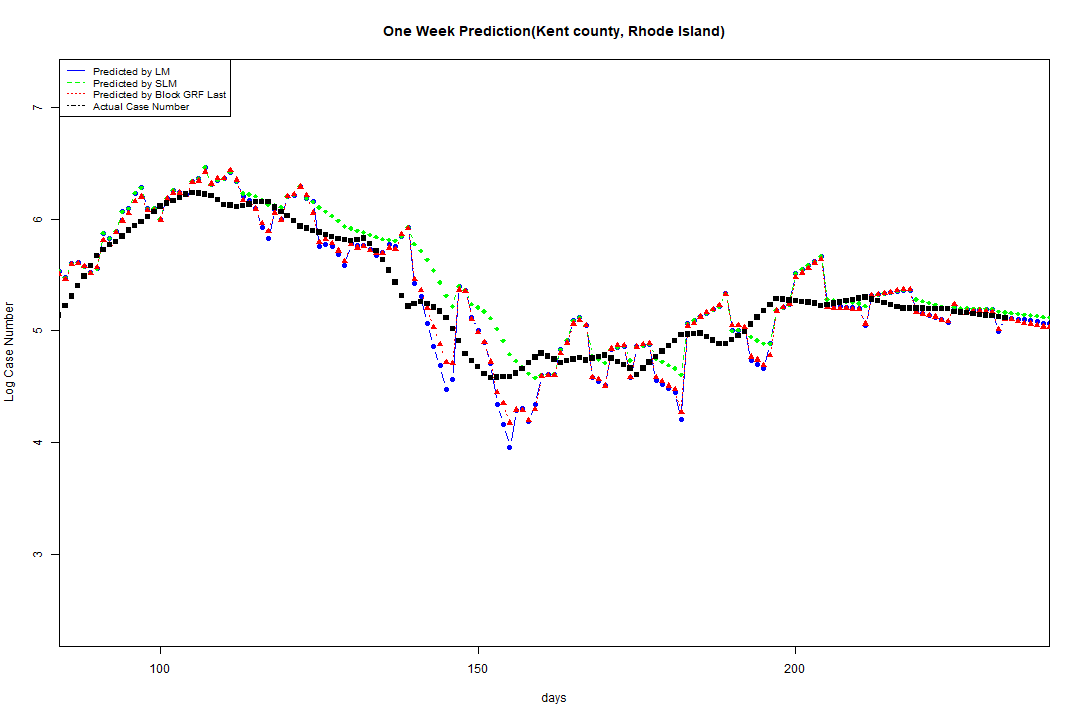 One Week Prediction(Kent county, Rhode Island)
Predicted by LM
Predicted by SLM
Predicted by Block GRF Last
Actual Case Number
7
6
5
4
3
Log Case Number
100 150 200
days